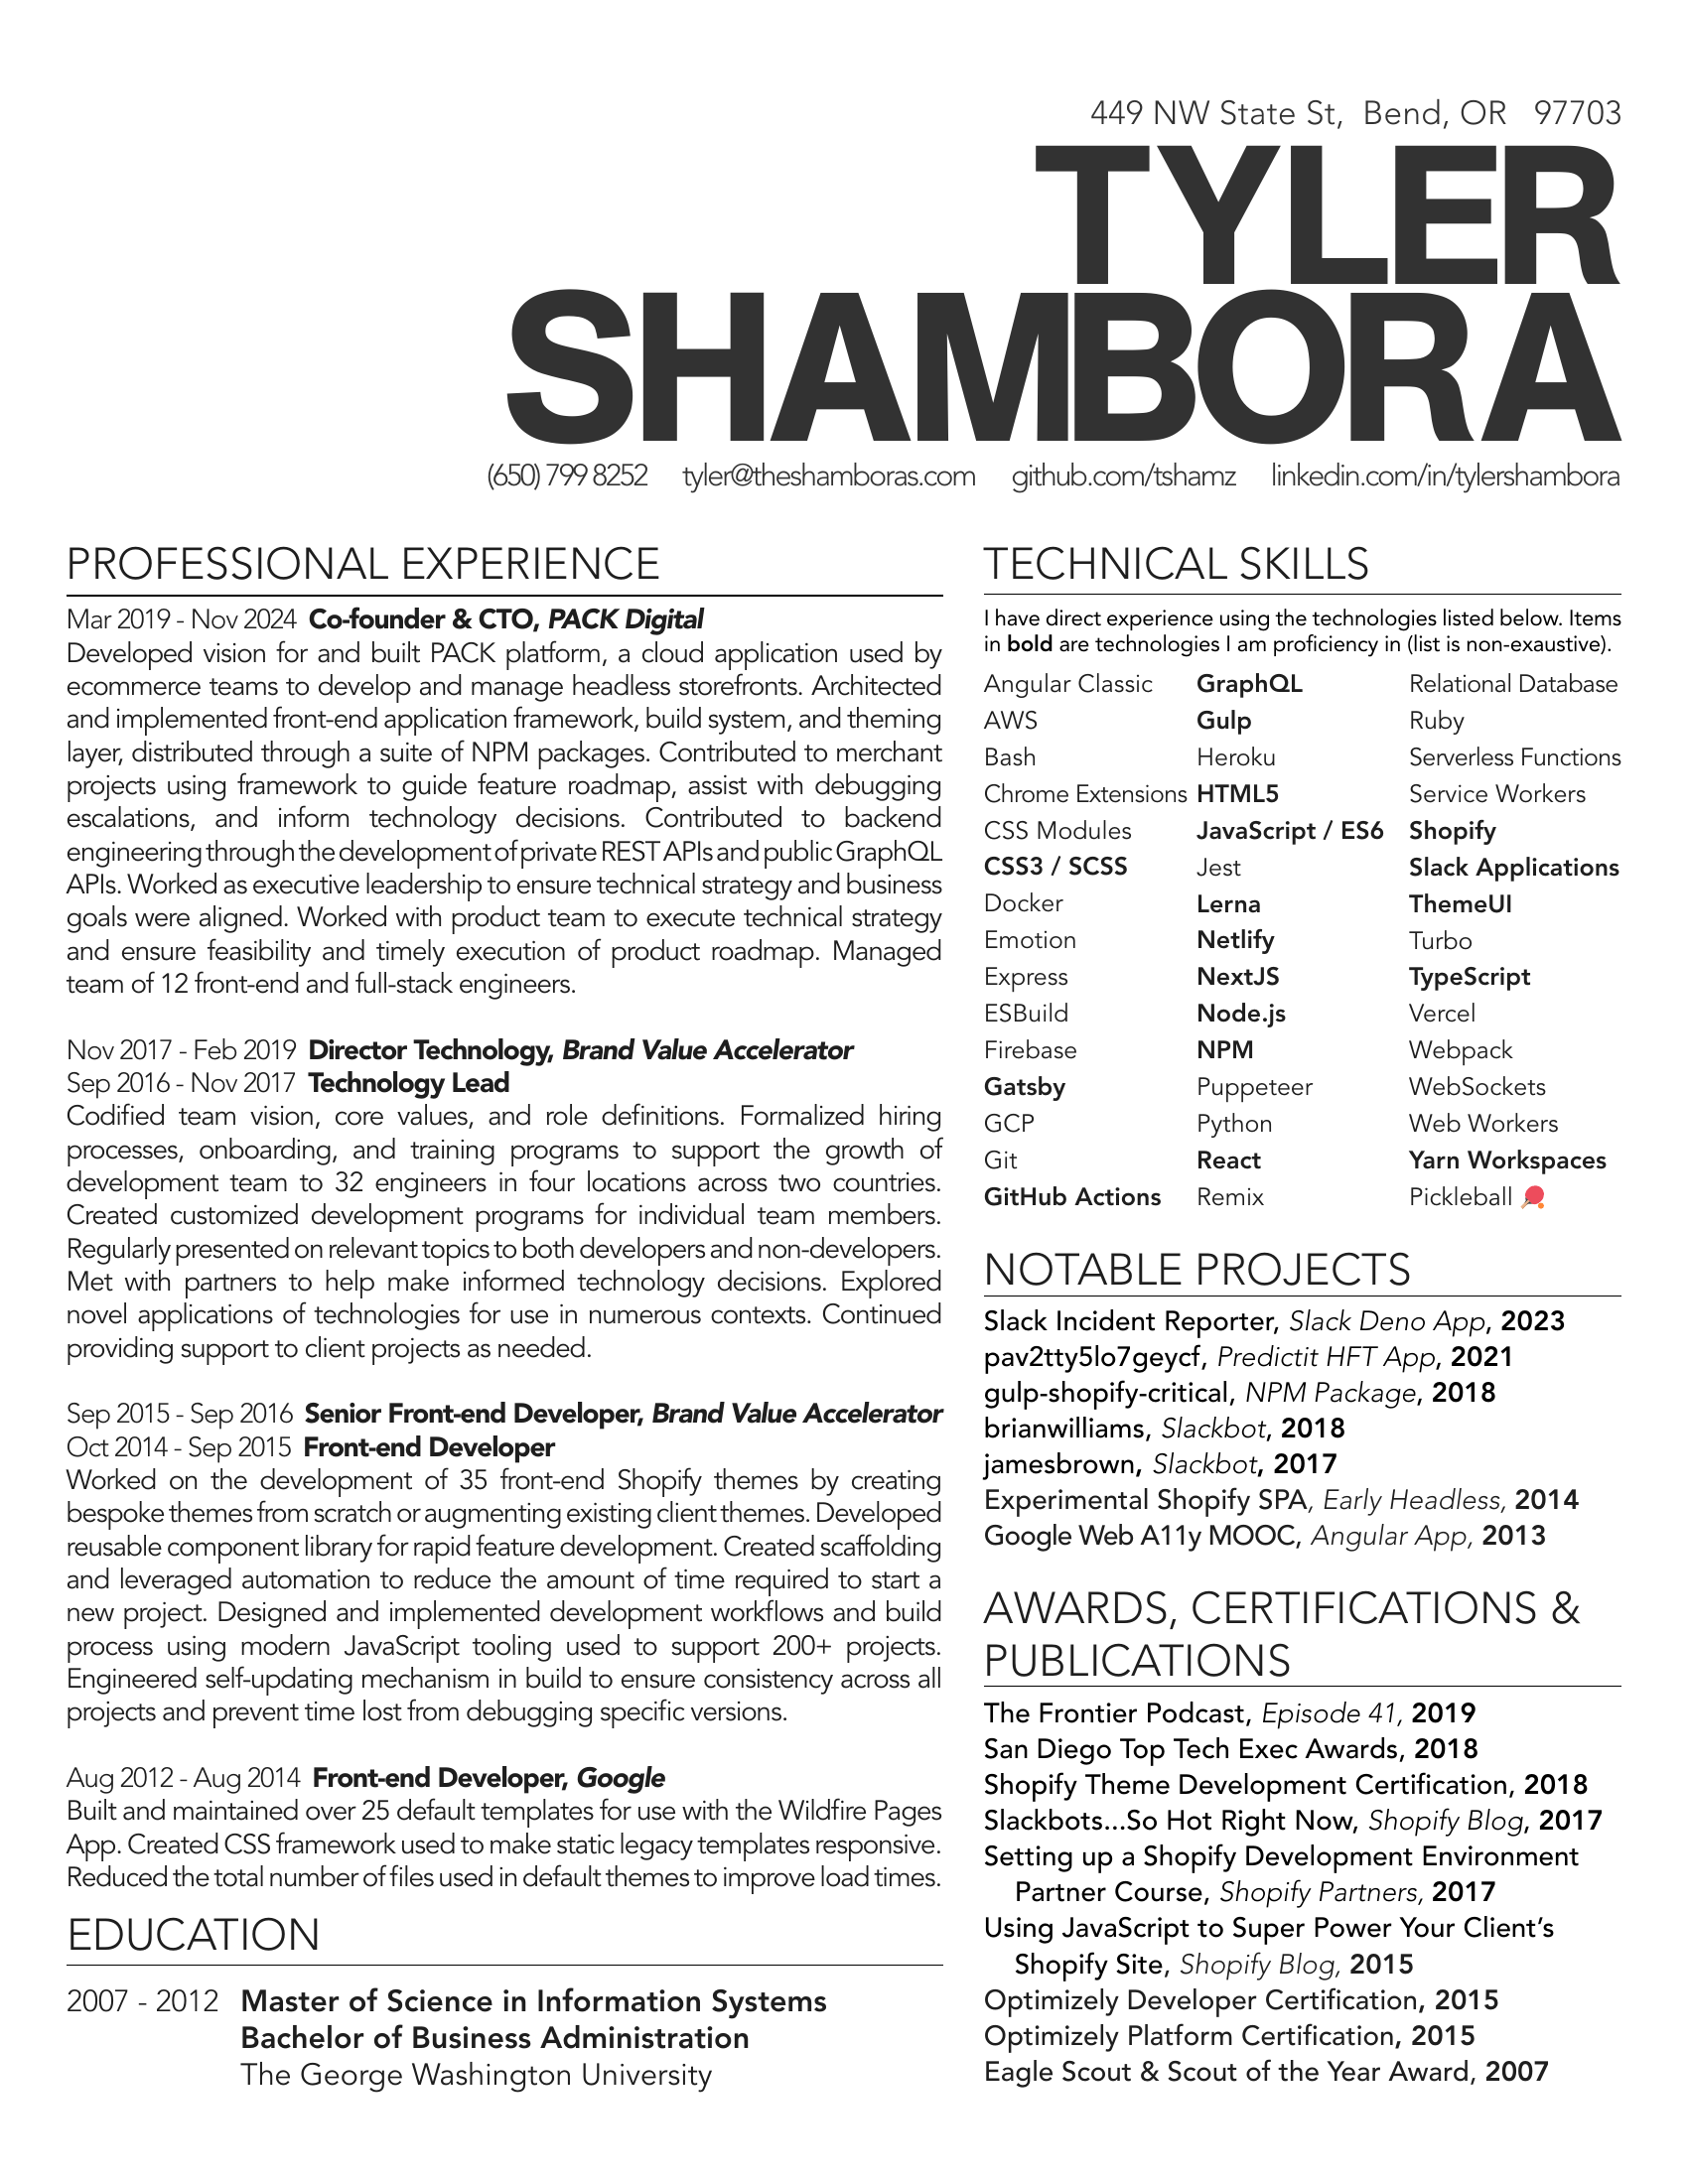 449 NW State St,  Bend, OR   97703
TYLER
SHAMBORA
(650) 799 8252   tyler@theshamboras.com   github.com/tshamz   linkedin.com/in/tylershambora
PROFESSIONAL EXPERIENCE
Mar 2019 - Nov 2024  Co-founder & CTO, PACK Digital
Developed vision for and built PACK platform, a cloud application used by
ecommerce teams to develop and manage headless storefronts. Architected
and implemented front-end application framework, build system, and theming
layer, distributed through a suite of NPM packages. Contributed to merchant
projects using framework to guide feature roadmap, assist with debugging
escalations, and inform technology decisions. Contributed to backend
engineering through the development of private REST APIs and public GraphQL
APIs. Worked as executive leadership to ensure technical strategy and business
goals were aligned. Worked with product team to execute technical strategy
and ensure feasibility and timely execution of product roadmap. Managed
team of 12 front-end and full-stack engineers.
Nov 2017 - Feb 2019  Director Technology, Brand Value Accelerator
Sep 2016 - Nov 2017  Technology Lead
Codified team vision, core values, and role definitions. Formalized hiring
processes, onboarding, and training programs to support the growth of
development team to 32 engineers in four locations across two countries.
Created customized development programs for individual team members.
Regularly presented on relevant topics to both developers and non-developers.
Met with partners to help make informed technology decisions. Explored
novel applications of technologies for use in numerous contexts. Continued
providing support to client projects as needed.
Sep 2015 - Sep 2016  Senior Front-end Developer, Brand Value Accelerator
Oct 2014 - Sep 2015  Front-end Developer
Worked on the development of 35 front-end Shopify themes by creating
bespoke themes from scratch or augmenting existing client themes. Developed
reusable component library for rapid feature development. Created scaffolding
and leveraged automation to reduce the amount of time required to start a
new project. Designed and implemented development workflows and build
process using modern JavaScript tooling used to support 200+ projects.
Engineered self-updating mechanism in build to ensure consistency across all
projects and prevent time lost from debugging specific versions.
Aug 2012 - Aug 2014  Front-end Developer, Google
Built and maintained over 25 default templates for use with the Wildfire Pages
App. Created CSS framework used to make static legacy templates responsive.
Reduced the total number of files used in default themes to improve load times.
EDUCATION
2007 - 2012  Master of Science in Information Systems
Bachelor of Business Administration
The George Washington University
TECHNICAL SKILLS
I have direct experience using the technologies listed below. Items
in bold are technologies I am proficiency in (list is non-exaustive).
Angular Classic   GraphQL   Relational Database
AWS   Gulp   Ruby
Bash   Heroku   Serverless Functions
Chrome Extensions   HTML5   Service Workers
CSS Modules   JavaScript / ES6   Shopify
CSS3 / SCSS   Jest   Slack Applications
Docker   Lerna   ThemeUI
Emotion   Netlify   Turbo
Express   NextJS   TypeScript
ESBuild   Node.js   Vercel
Firebase   NPM   Webpack
Gatsby   Puppeteer   WebSockets
GCP   Python   Web Workers
Git   React   Yarn Workspaces
GitHub Actions   Remix   Pickleball 🏓
NOTABLE PROJECTS
Slack Incident Reporter, Slack Deno App, 2023
pav2tty5lo7geycf, Predictit HFT App, 2021
gulp-shopify-critical, NPM Package, 2018
brianwilliams, Slackbot, 2018
jamesbrown, Slackbot, 2017
Experimental Shopify SPA, Early Headless, 2014
Google Web A11y MOOC, Angular App, 2013
AWARDS, CERTIFICATIONS &
PUBLICATIONS
The Frontier Podcast, Episode 41, 2019
San Diego Top Tech Exec Awards, 2018
Shopify Theme Development Certification, 2018
Slackbots...So Hot Right Now, Shopify Blog, 2017
Setting up a Shopify Development Environment
Partner Course, Shopify Partners, 2017
Using JavaScript to Super Power Your Client’s
Shopify Site, Shopify Blog, 2015
Optimizely Developer Certification, 2015
Optimizely Platform Certification, 2015
Eagle Scout & Scout of the Year Award, 2007